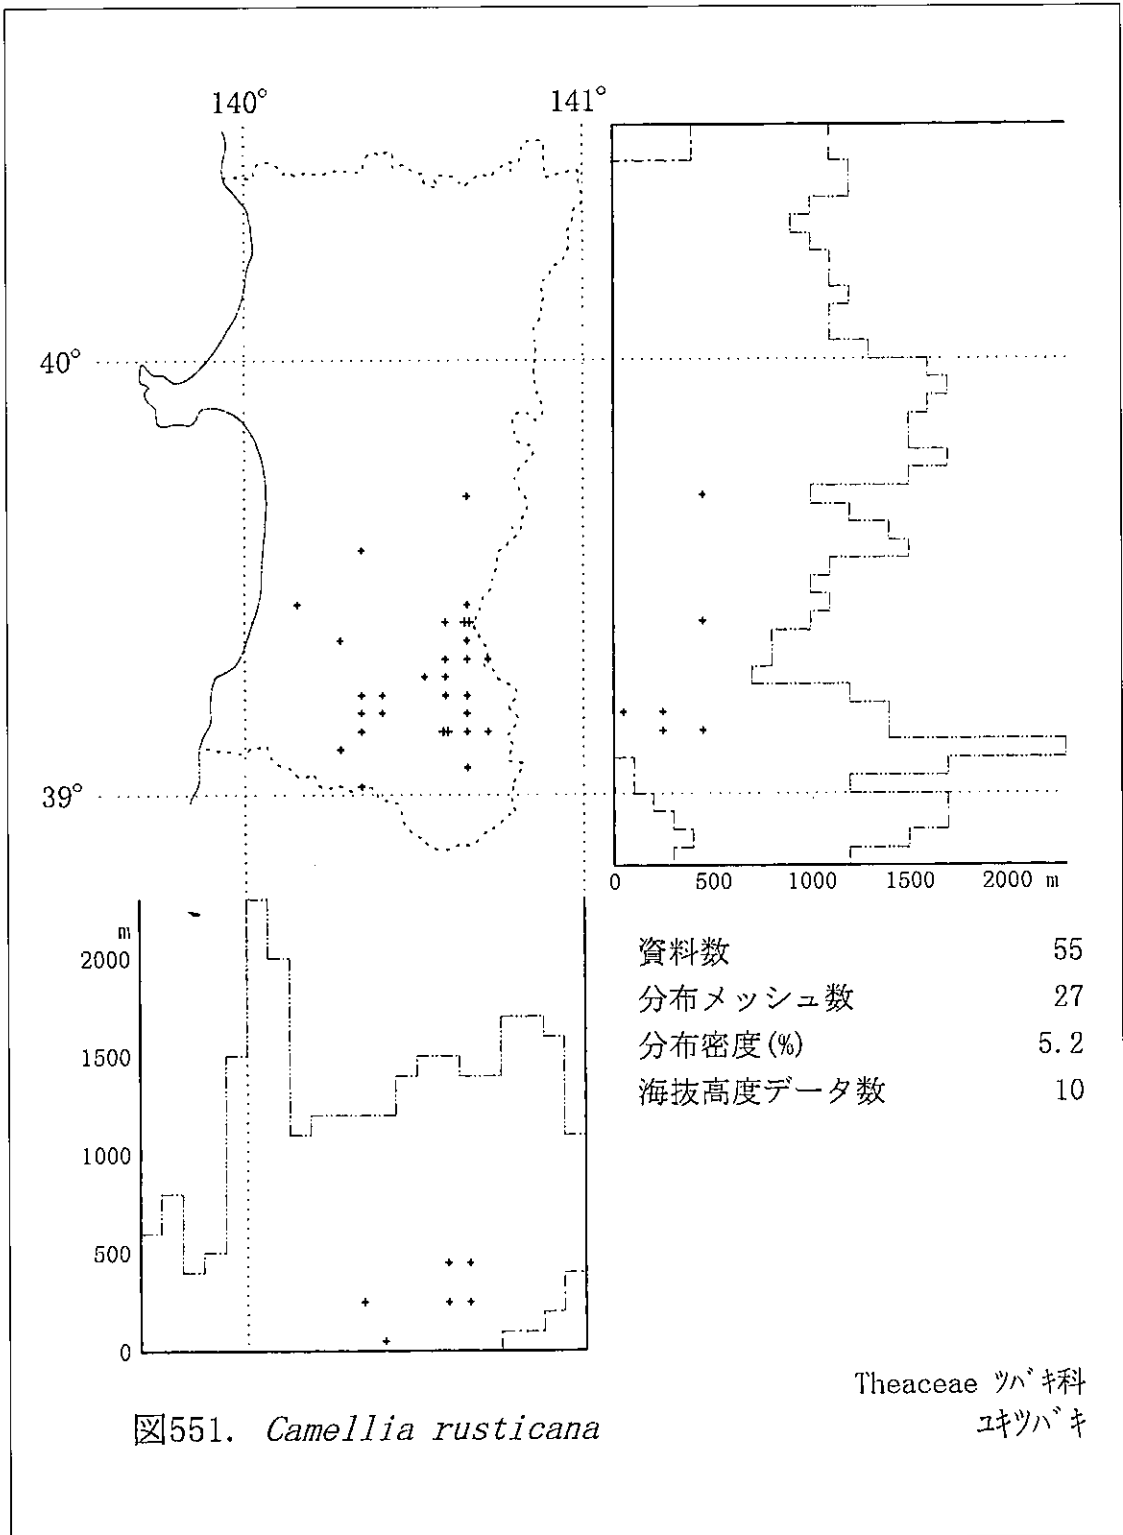 140°
141°
40°
39°
0 500 1000 1500 2000 m
m
2000
1500
1000
500
0
資料数 55
分布メッシュ数 27
分布密度(%) 5.2
海抜高度データ数 10
Theaceae ﾂﾊﾞｷ科
ﾕｷﾂﾊﾞｷ
図551. Camellia rusticana